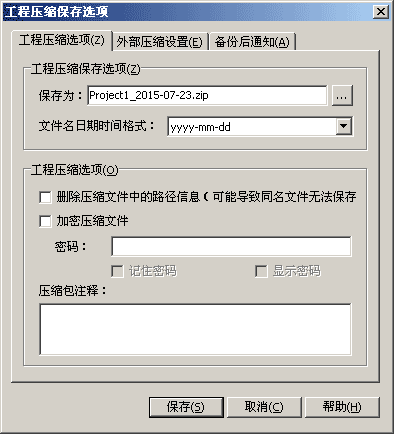 工程压缩保存选项
工程压缩选项(Z) 外部压缩设置(E) 备份后通知(A)
工程压缩保存选项(Z)
保存为： Project1_2015-07-23.zip ...
文件名日期时间格式： yyyy-mm-dd
工程压缩选项(O)
删除压缩文件中的路径信息（可能导致同名文件无法保存
加密压缩文件
密码：
记住密码 显示密码
压缩包注释：
保存(S) 取消(C) 帮助(H)